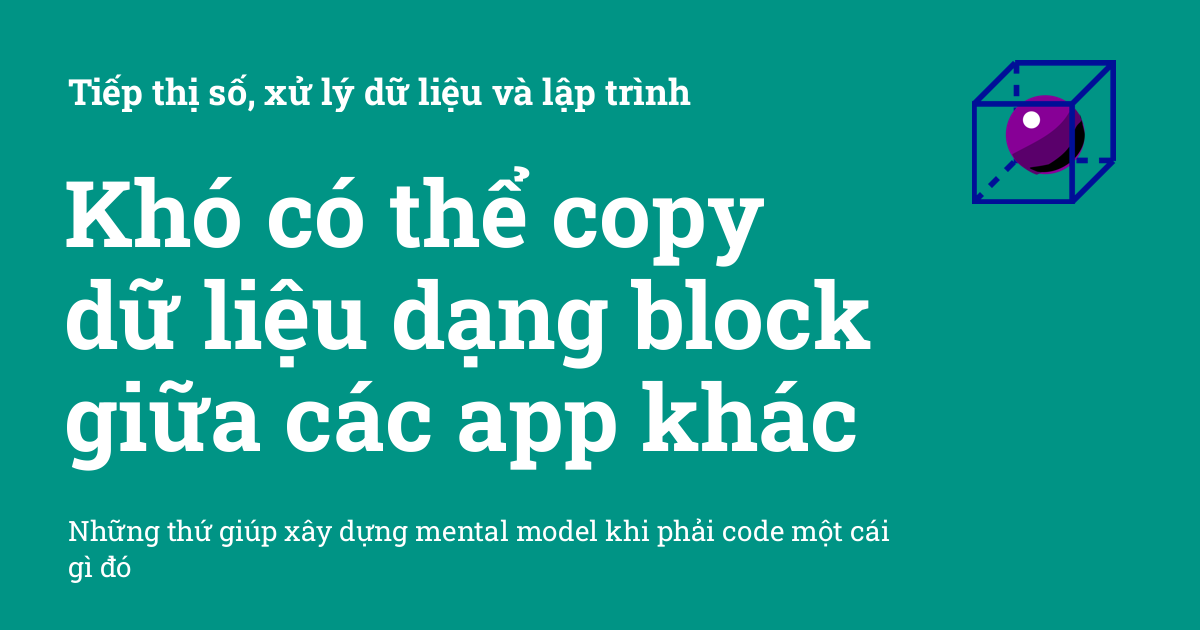 Tiếp thị số, xử lý dữ liệu và lập trình
Khó có thể copy
dữ liệu dạng block
giữa các app khác
Những thứ giúp xây dựng mental model khi phải code một cái
gì đó